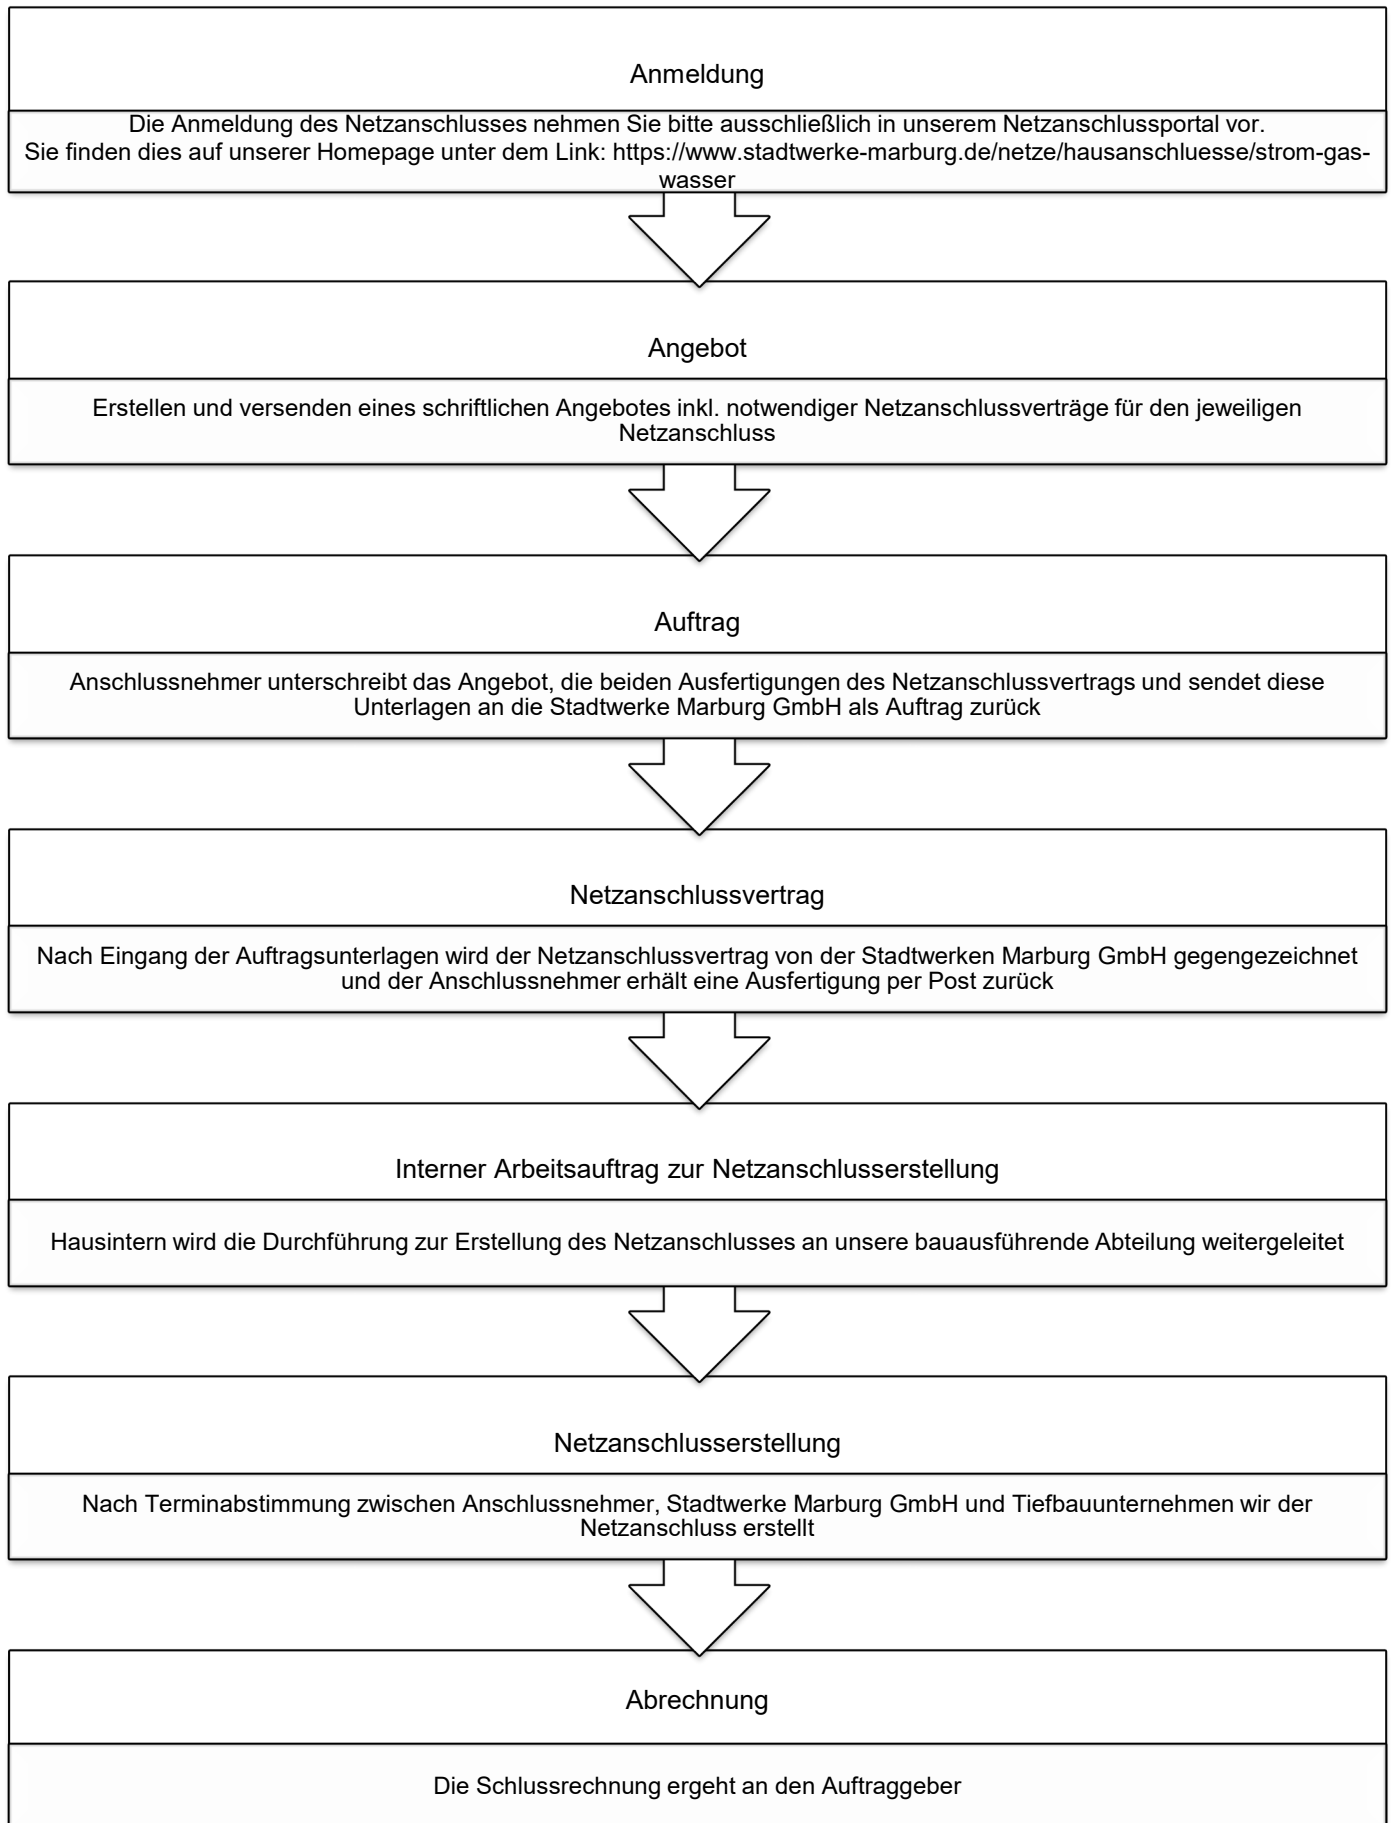 Anmeldung
Die Anmeldung des Netzanschlusses nehmen Sie bitte ausschließlich in unserem Netzanschlussportal vor.
Sie finden dies auf unserer Homepage unter dem Link: https://www.stadtwerke-marburg.de/netze/hausanschluesse/strom-gas-
wasser
Angebot
Erstellen und versenden eines schriftlichen Angebotes inkl. notwendiger Netzanschlussverträge für den jeweiligen
Netzanschluss
Auftrag
Anschlussnehmer unterschreibt das Angebot, die beiden Ausfertigungen des Netzanschlussvertrags und sendet diese
Unterlagen an die Stadtwerke Marburg GmbH als Auftrag zurück
Netzanschlussvertrag
Nach Eingang der Auftragsunterlagen wird der Netzanschlussvertrag von der Stadtwerken Marburg GmbH gegengezeichnet
und der Anschlussnehmer erhält eine Ausfertigung per Post zurück
Interner Arbeitsauftrag zur Netzanschlusserstellung
Hausintern wird die Durchführung zur Erstellung des Netzanschlusses an unsere bauausführende Abteilung weitergeleitet
Netzanschlusserstellung
Nach Terminabstimmung zwischen Anschlussnehmer, Stadtwerke Marburg GmbH und Tiefbauunternehmen wir der
Netzanschluss erstellt
Abrechnung
Die Schlussrechnung ergeht an den Auftraggeber